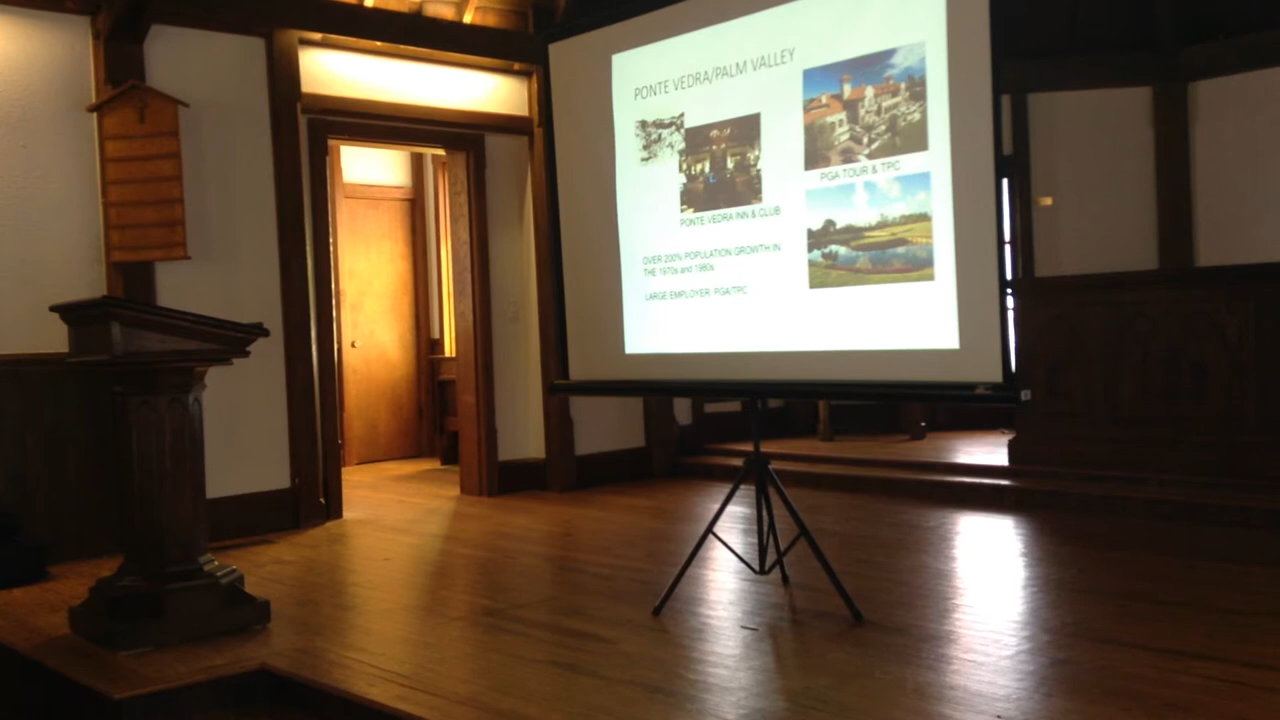 PONTE VEDRA/PALM VALLEY
PGA TOUR & TPC
PONTE VEDRA INN & CLUB
OVER 200% POPULATION GROWTH IN
THE 1970s and 1980s
LARGE EMPLOYER: PGA/TPC